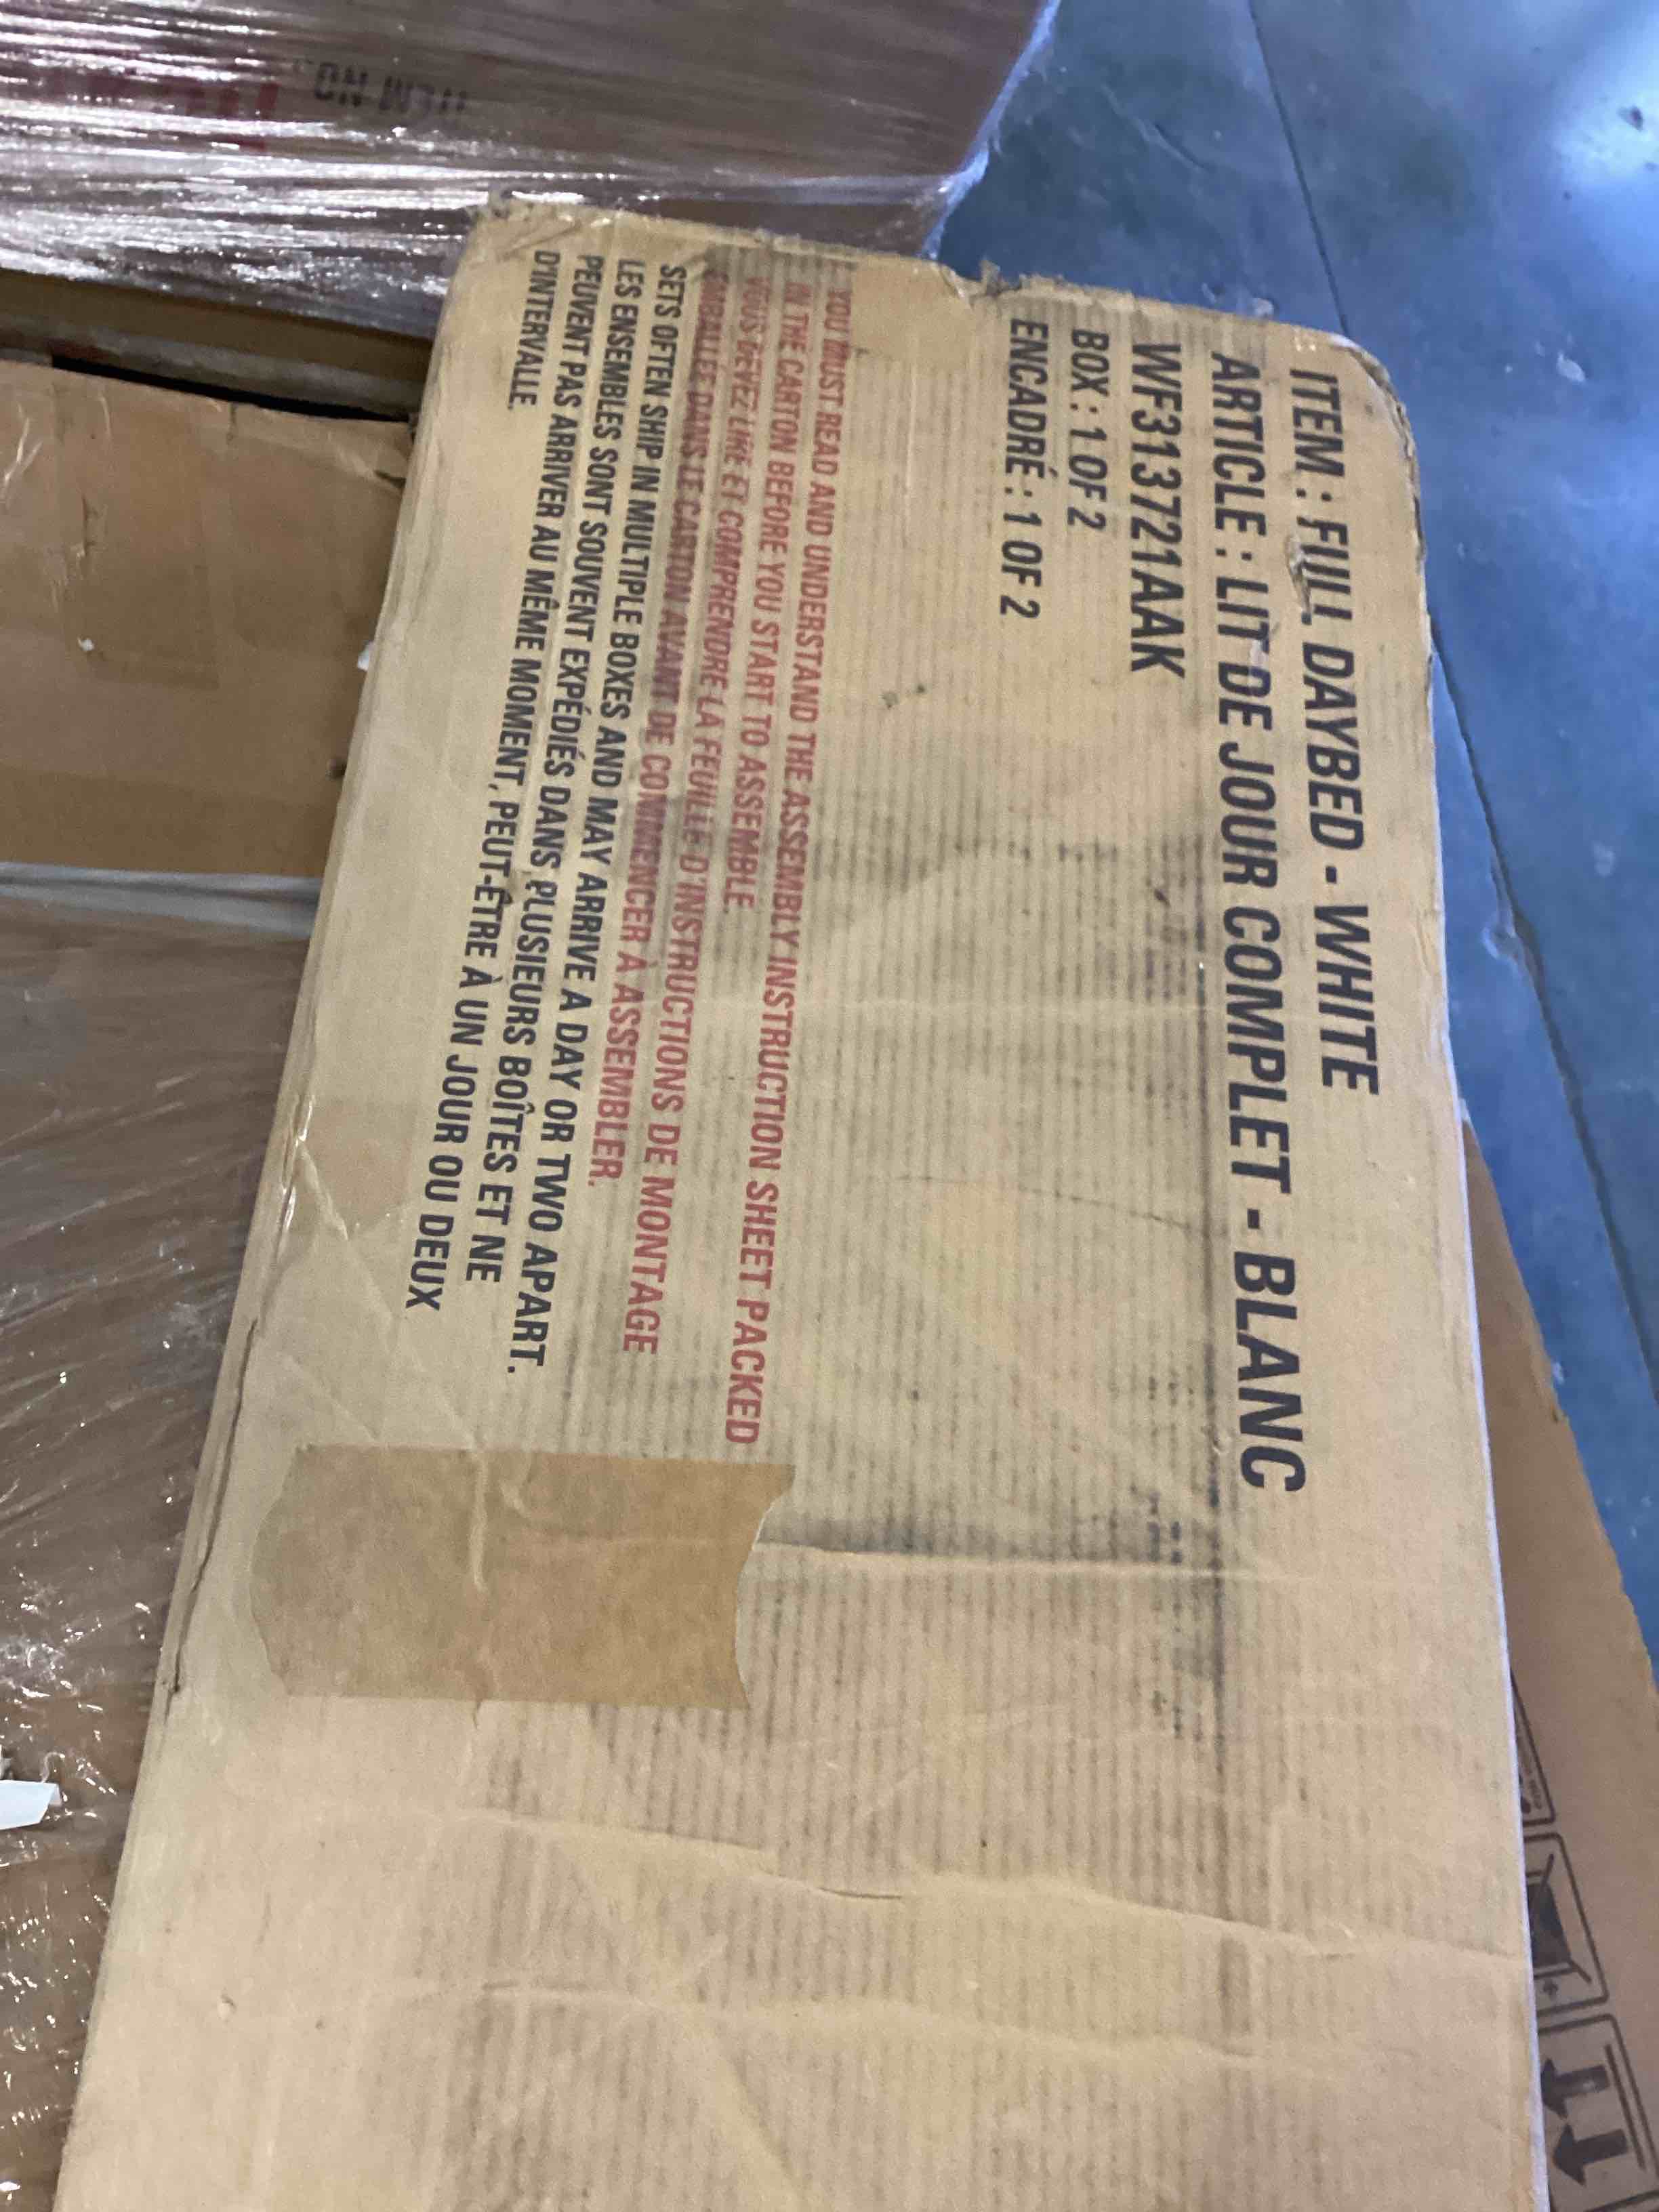 ITEM : FULL DAYBED - WHITE
ARTICLE : LIT DE JOUR COMPLET - BLANC
WF313721AAK
BOX : 1 OF 2
ENCADRÉ : 1 OF 2
YOU MUST READ AND UNDERSTAND THE ASSEMBLY INSTRUCTION SHEET PACKED
IN THE CARTON BEFORE YOU START TO ASSEMBLE.
VOUS DEVEZ LIKE ET COMPRENDRE LA FEUILLE D'INSTRUCTIONS DE MONTAGE
EMBALLÉE DANS LE CARTON AVANT DE COMMENCER À ASSEMBLER.
SETS OFTEN SHIP IN MULTIPLE BOXES AND MAY ARRIVE A DAY OR TWO APART.
LES ENSEMBLES SONT SOUVENT EXPÉDIÉS DANS PLUSIEURS BOÎTES ET NE
PEUVENT PAS ARRIVER AU MÊME MOMENT, PEUT-ÊTRE À UN JOUR OU DEUX
D'INTERVALLE.
ITEM NO.